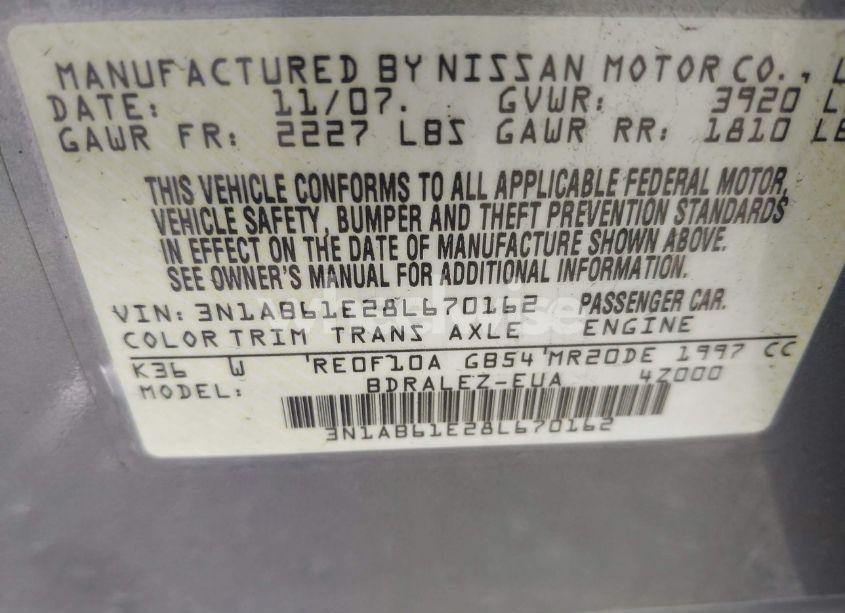 MANUFACTURED BY NISSAN MOTOR CO.,
DATE: 11/07. GVWR: 3920
GAWR FR: 2227 LBS GAWR RR: 1810
THIS VEHICLE CONFORMS TO ALL APPLICABLE FEDERAL MOTOR,
VEHICLE SAFETY, BUMPER AND THEFT PREVENTION STANDARDS
IN EFFECT ON THE DATE OF MANUFACTURE SHOWN ABOVE.
SEE OWNER'S MANUAL FOR ADDITIONAL INFORMATION.
VIN: 3N1AB61E28L670162 PASSENGER CAR.
COLOR TRIM TRANS AXLE ENGINE
K36 W 'RE0F10A GB54 'MR20DE 1997 CC
MODEL: BDRALEZ-EUA 4Z000
3N1AB61E28L670162